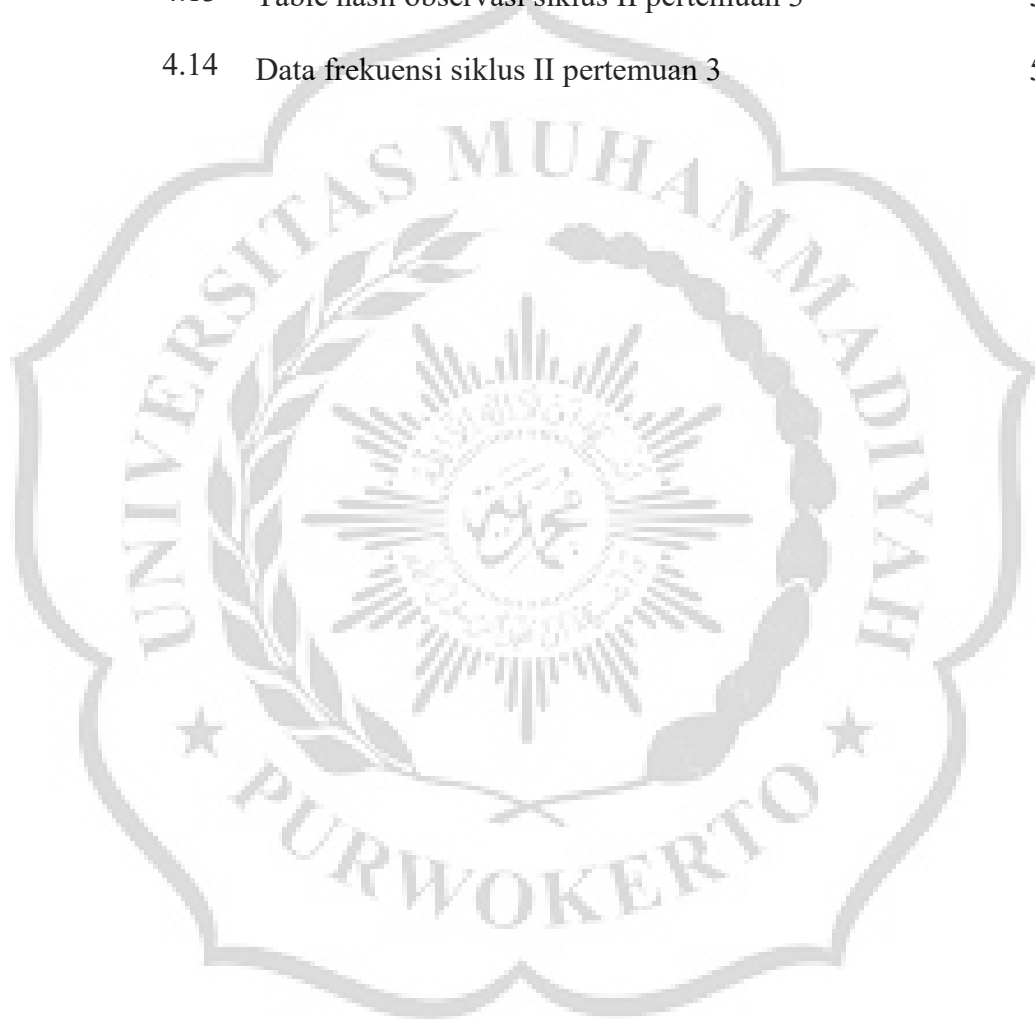 Table hasil observasi siklus II pertemuan 3
4.14 Data frekuensi siklus II pertemuan 3
UNIVERSITAS MUHAMMADIYAH
PURWOKERTO